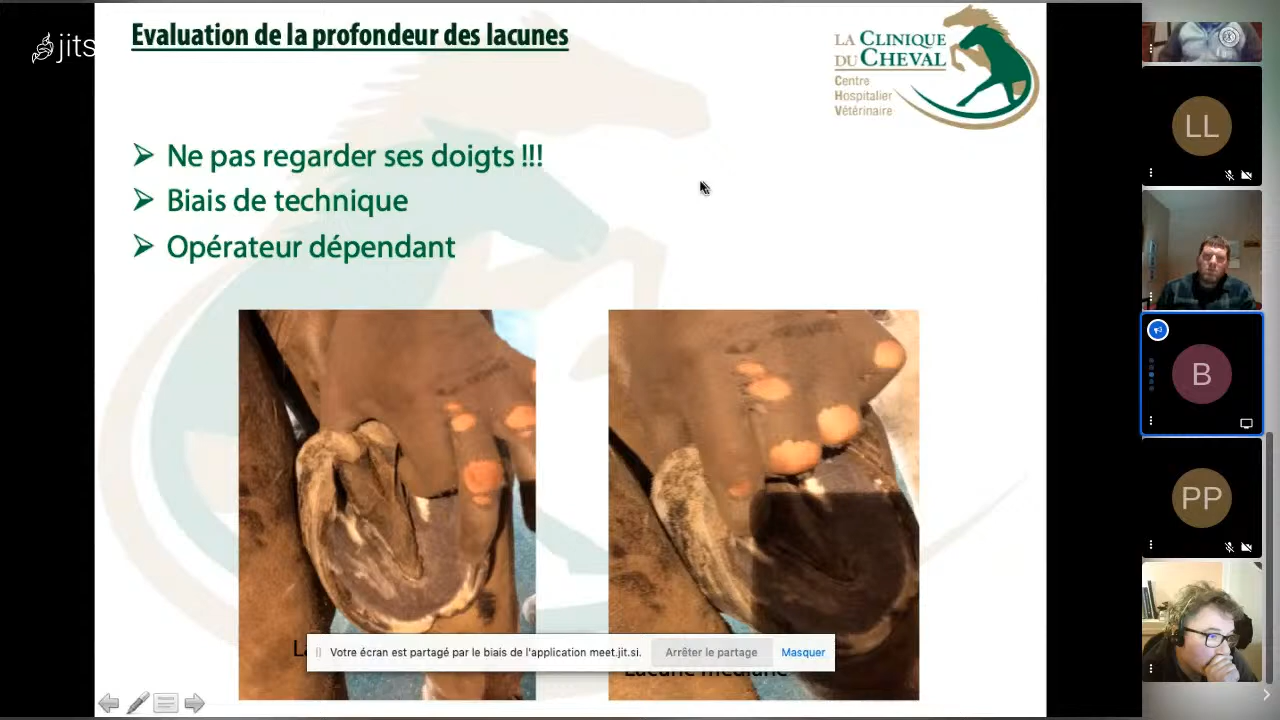 Evaluation de la profondeur des lacunes
jits
LA CLINIQUE
DU CHEVAL
Centre
Hospitalier
Vétérinaire
Ne pas regarder ses doigts !!!
Biais de technique
Opérateur dépendant
Votre écran est partagé par le biais de l'application meet.jit.si.
Arrêter le partage
Masquer
Lacune médiane
LL
B
PP